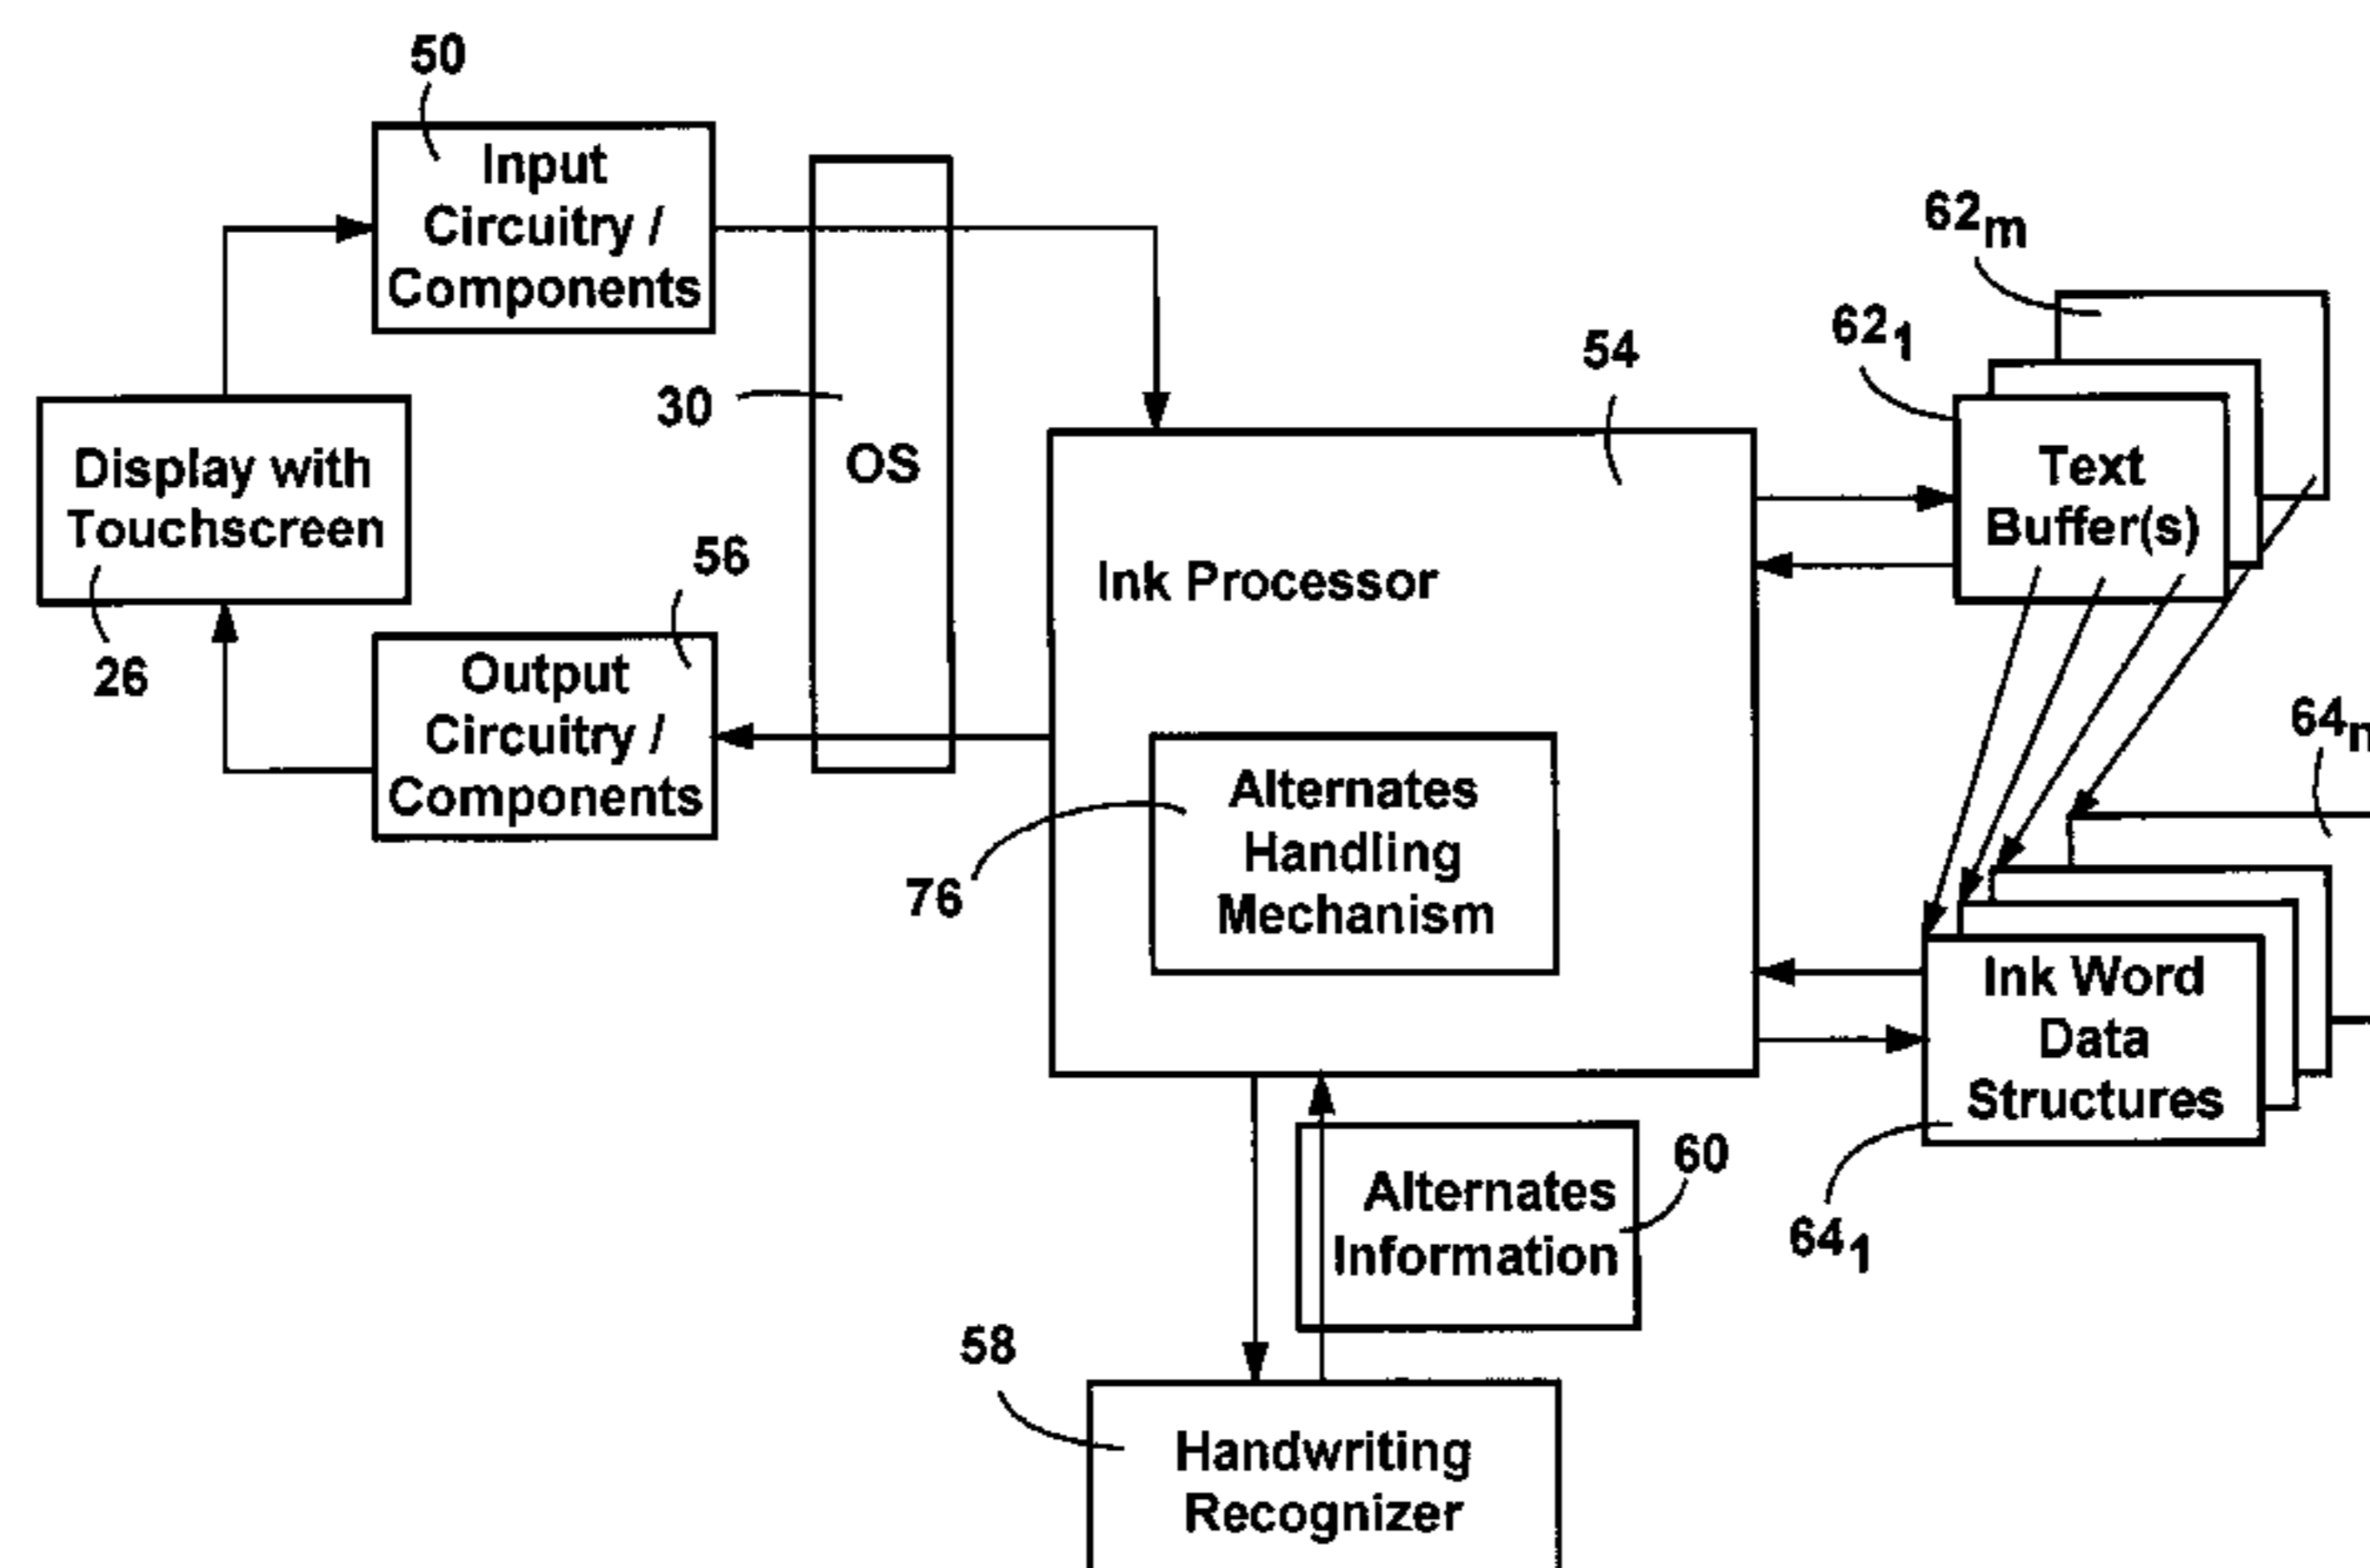 50
Input
Circuitry /
Components
62m
621
54
30
OS
Display with
Touchscreen
26
56
Output
Circuitry /
Components
Ink Processor
Text
Buffer(s)
64n
76
Alternates
Handling
Mechanism
Ink Word
Data
Structures
641
Alternates
Information
60
58
Handwriting
Recognizer